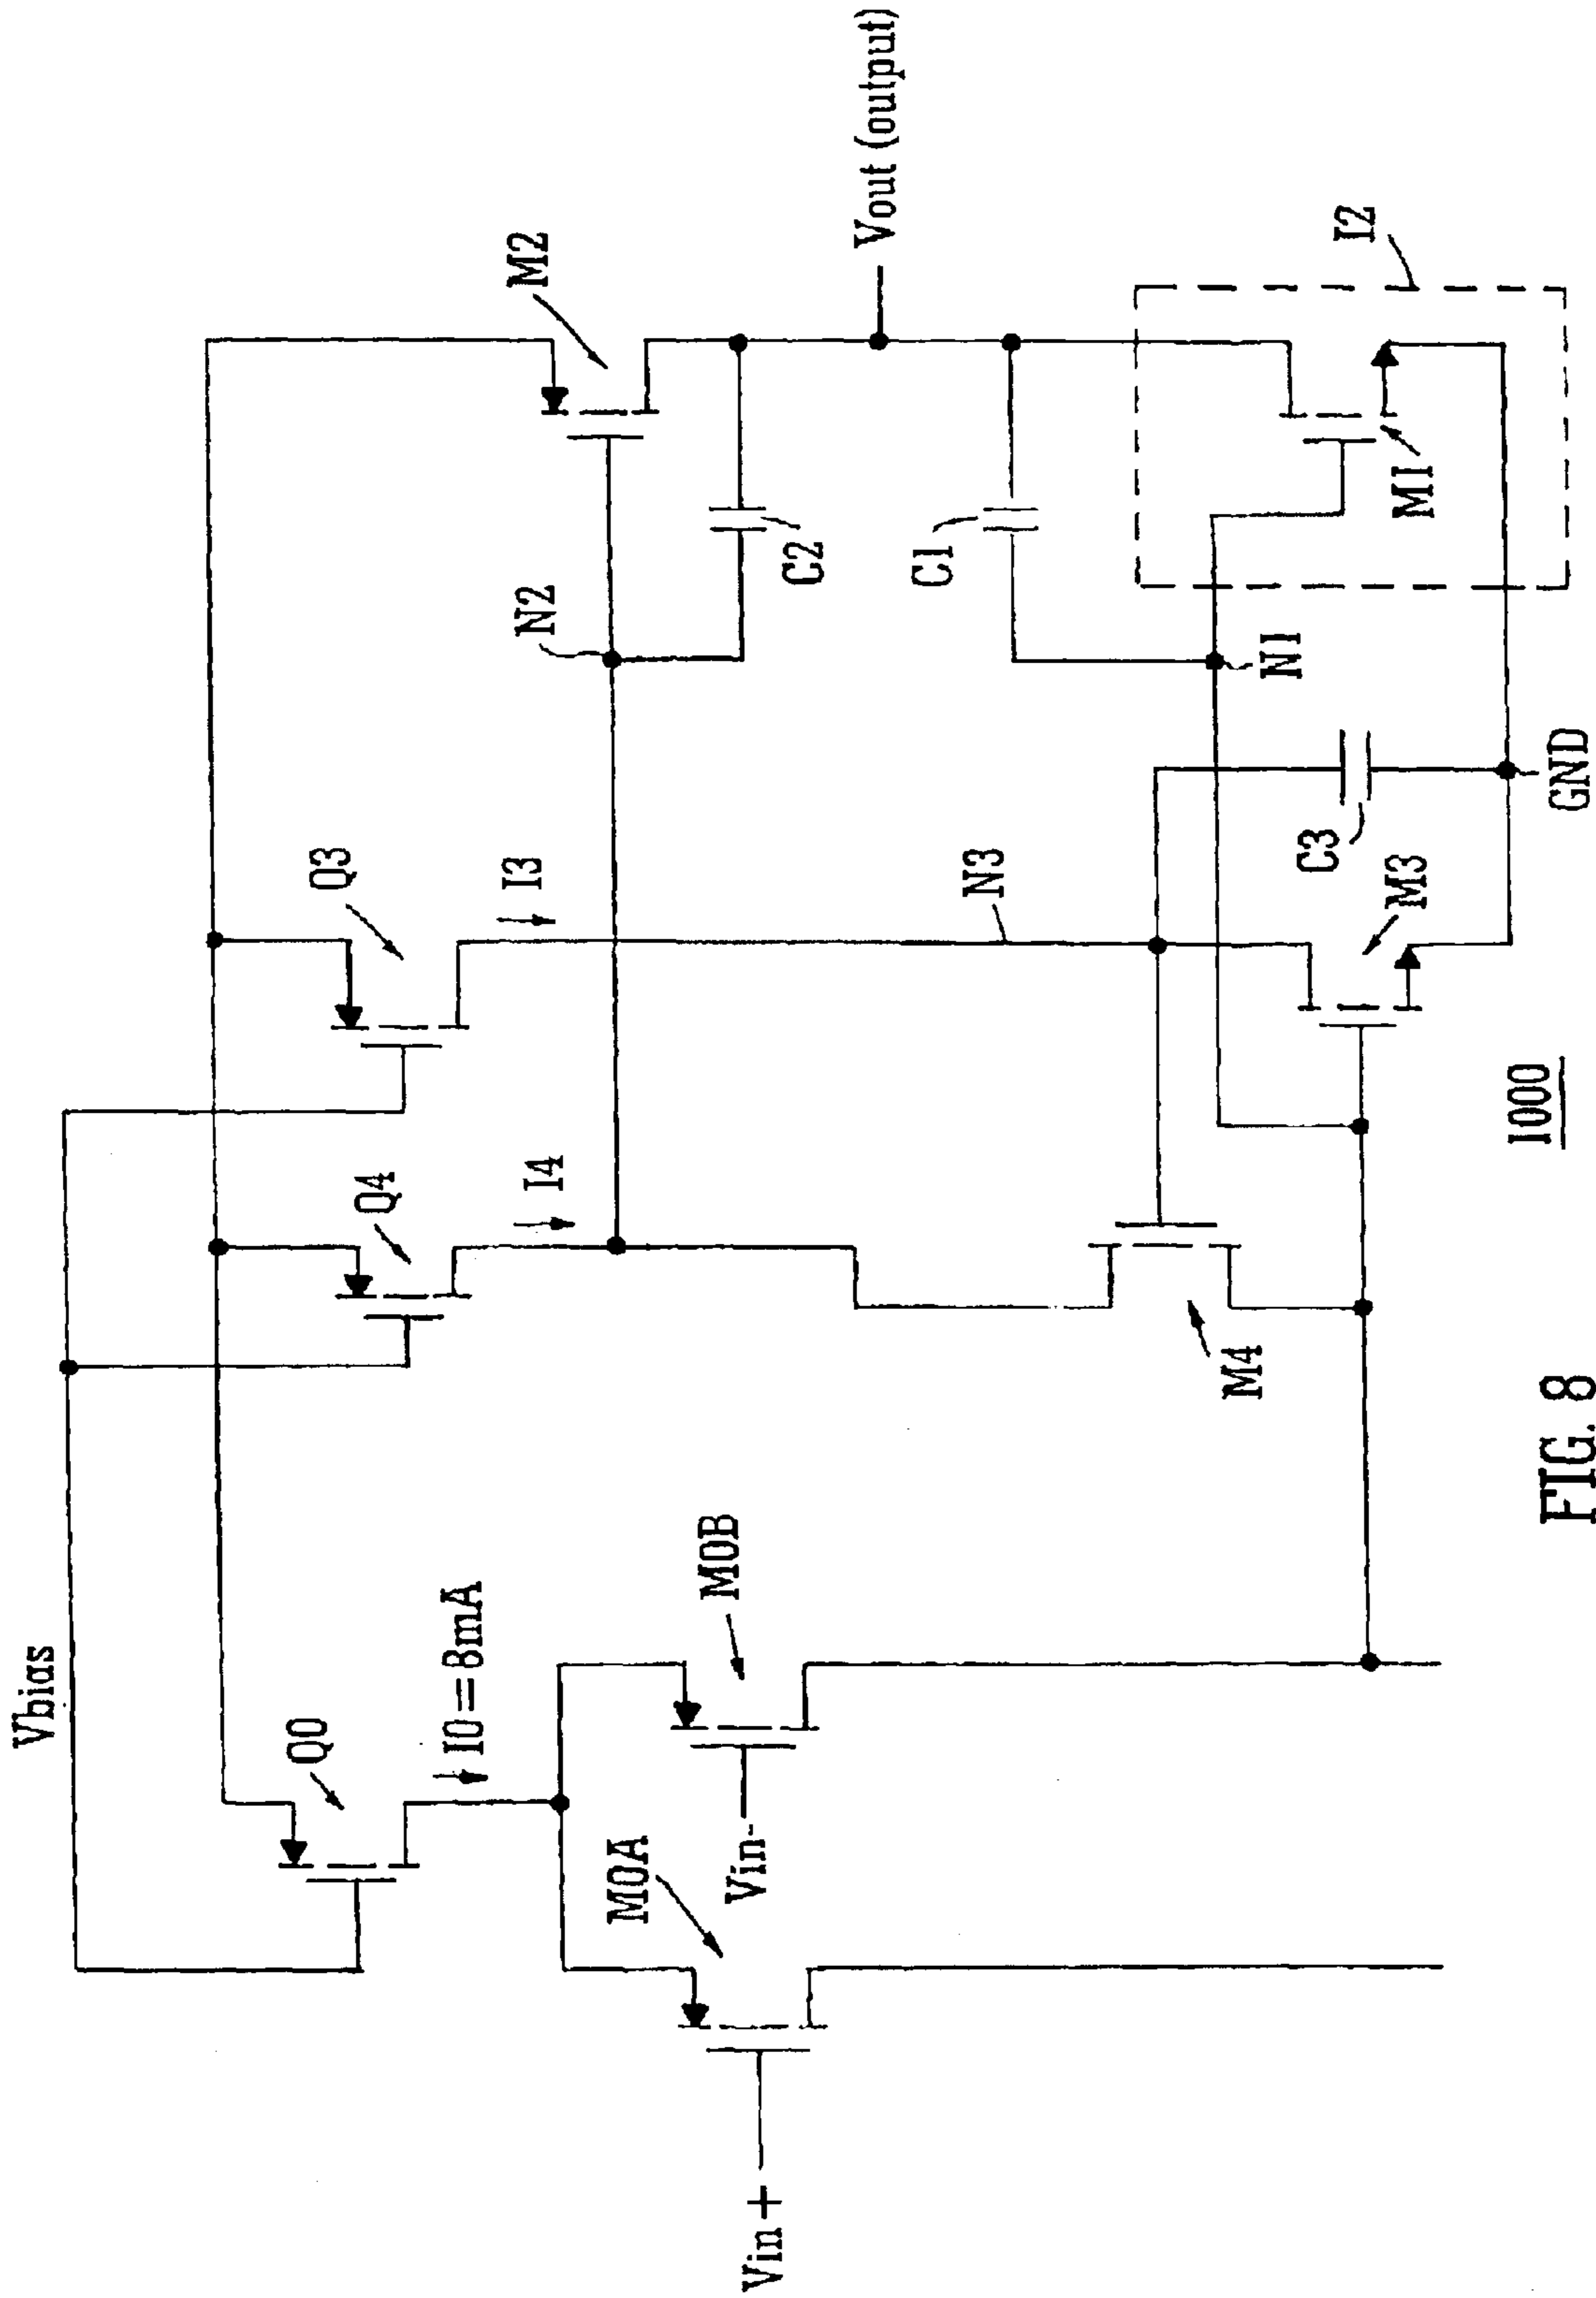 Vbias
Q0
I0=8mA
Q4
I4
Q3
I3
M2
N2
C2
Vout (output)
C1
I2
M1
N1
N3
C3
M3
GND
M4
M0B
Vin-
M0A
Vin+
1000
FIG. 8